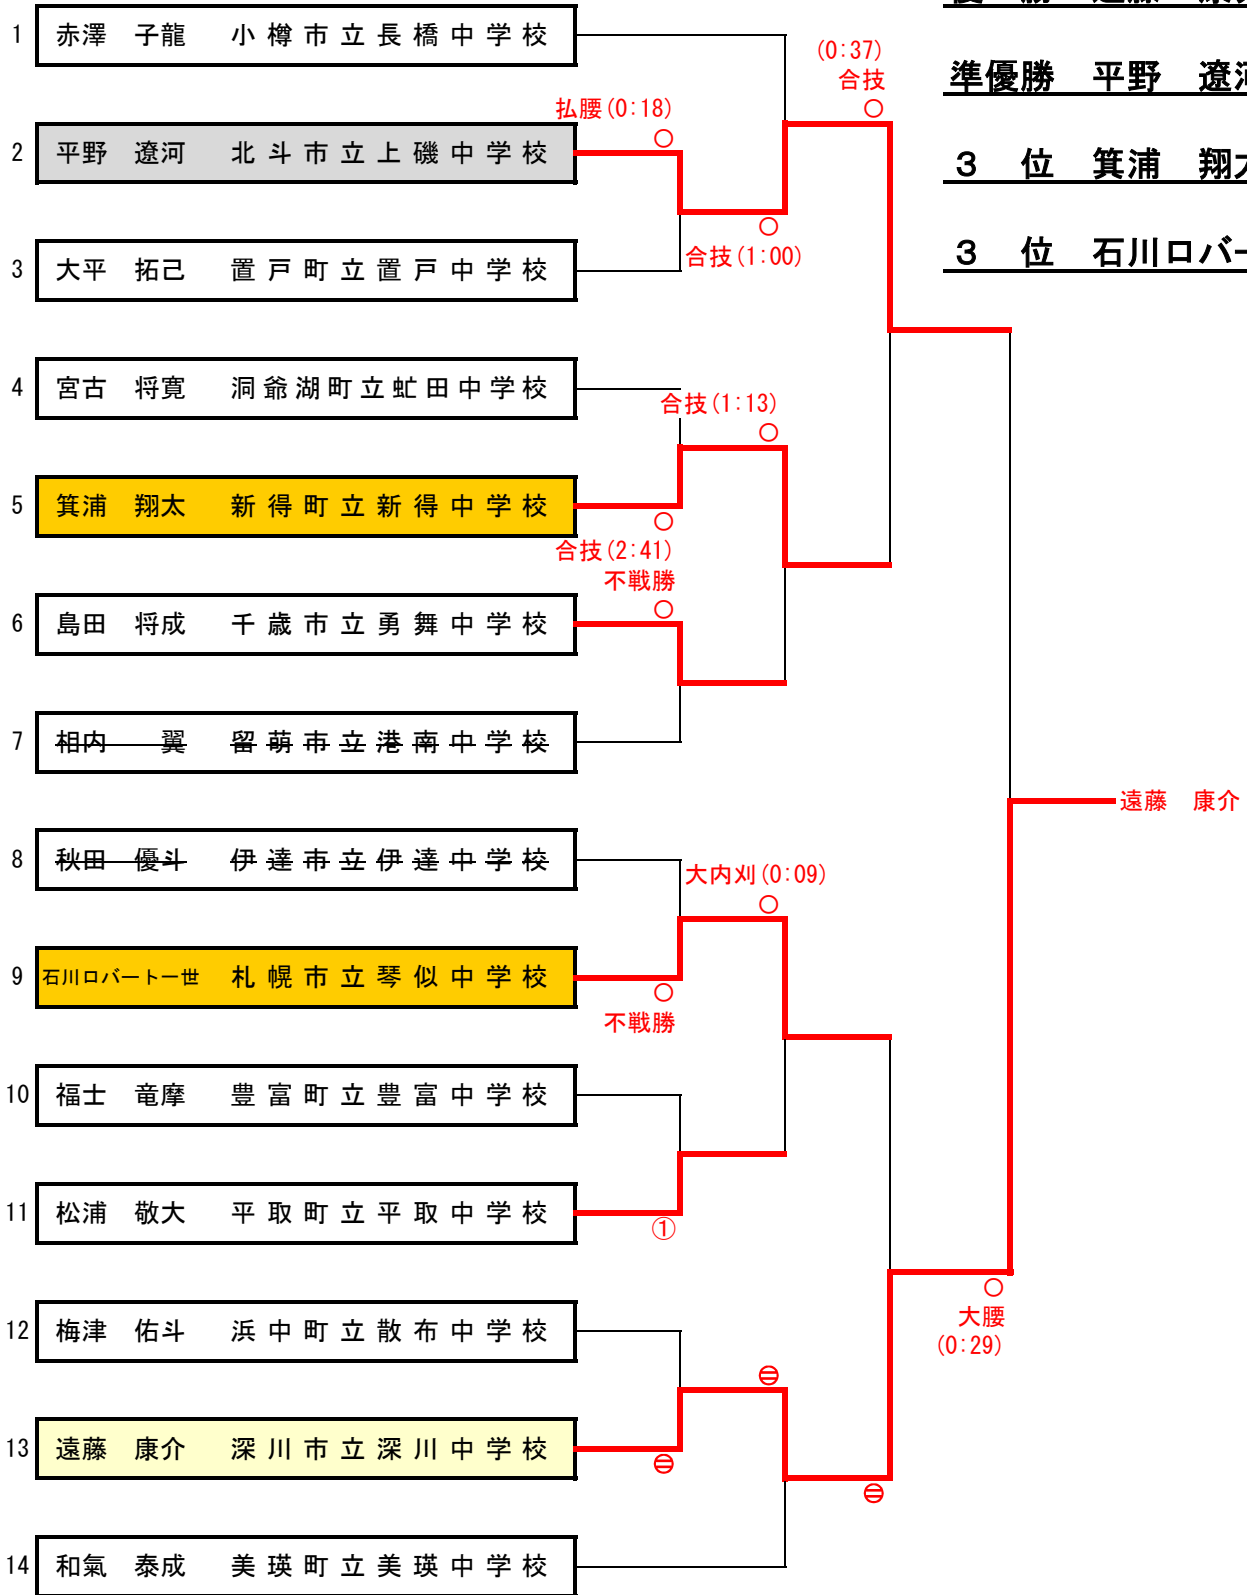 準優勝　平野　遼河
３　位　箕浦　翔太
３　位　石川ロバー
1 赤澤　子龍　小樽市立長橋中学校
(0:37)
合技
○
払腰(0:18)
○
2 平野　遼河　北斗市立上磯中学校
○
合技(1:00)
3 大平　拓己　置戸町立置戸中学校
4 宮古　将寛　洞爺湖町立虻田中学校
合技(1:13)
○
5 箕浦　翔太　新得町立新得中学校
○
合技(2:41)
不戦勝
○
6 島田　将成　千歳市立勇舞中学校
7 相内　翼　留萌市立港南中学校
遠藤　康介
8 秋田　優斗　伊達市立伊達中学校
大内刈(0:09)
○
9 石川ロバート一世　札幌市立琴似中学校
○
不戦勝
10 福士　竜摩　豊富町立豊富中学校
11 松浦　敬大　平取町立平取中学校
①
○
大腰
(0:29)
12 梅津　佑斗　浜中町立散布中学校
13 遠藤　康介　深川市立深川中学校
14 和氣　泰成　美瑛町立美瑛中学校